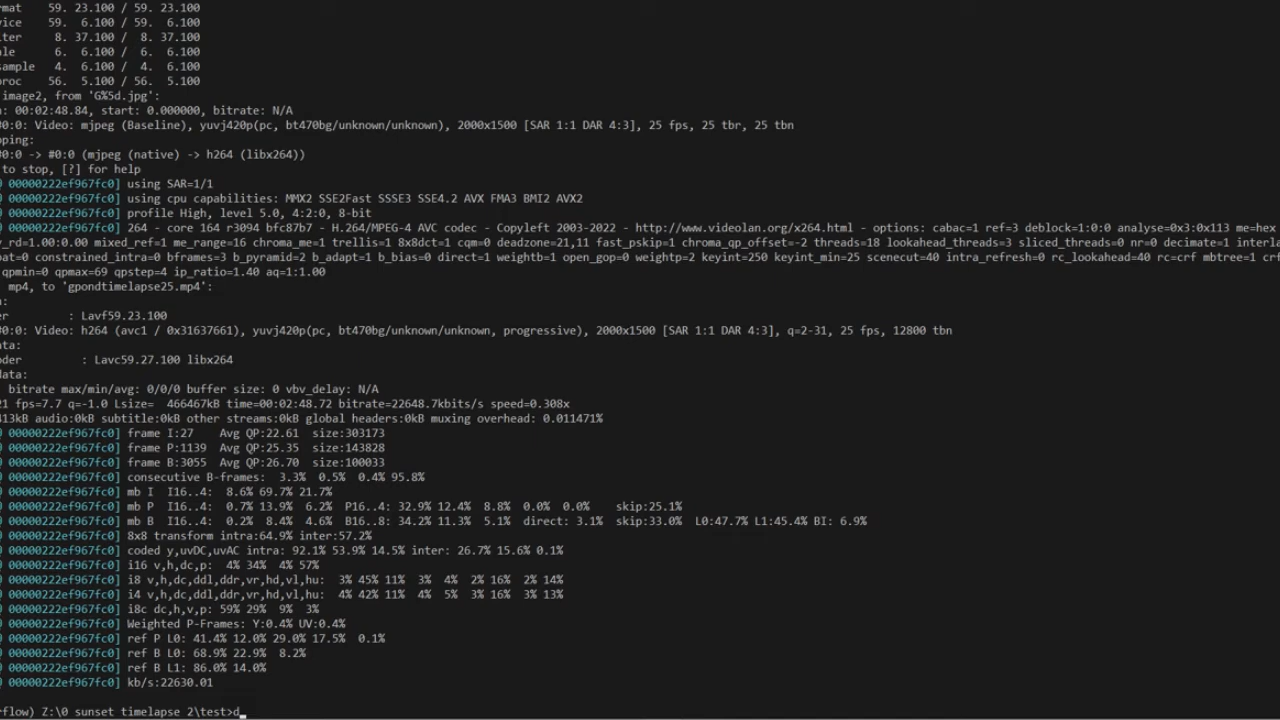 rmat    59. 23.100 / 59. 23.100
vice    59.  6.100 / 59.  6.100
lter     8. 37.100 /  8. 37.100
ale      6.  6.100 /  6.  6.100
sample   4.  6.100 /  4.  6.100
proc    56.  5.100 / 56.  5.100
image2, from 'G%5d.jpg':
n: 00:02:48.84, start: 0.000000, bitrate: N/A
#0:0: Video: mjpeg (Baseline), yuvj420p(pc, bt470bg/unknown/unknown), 2000x1500 [SAR 1:1 DAR 4:3], 25 fps, 25 tbr, 25 tbn
pping:
#0:0 -> #0:0 (mjpeg (native) -> h264 (libx264))
to stop, [?] for help
00000222ef967fc0] using SAR=1/1
00000222ef967fc0] using cpu capabilities: MMX2 SSE2Fast SSSE3 SSE4.2 AVX FMA3 BMI2 AVX2
00000222ef967fc0] profile High, level 5.0, 4:2:0, 8-bit
00000222ef967fc0] 264 - core 164 r3094 bfc87b7 - H.264/MPEG-4 AVC codec - Copyleft 2003-2022 - http://www.videolan.org/x264.html - options: cabac=1 ref=3 deblock=1:0:0 analyse=0x3:0x113 me=hex
y_rd=1.00:0.00 mixed_ref=1 me_range=16 chroma_me=1 trellis=1 8x8dct=1 cqm=0 deadzone=21,11 fast_pskip=1 chroma_qp_offset=-2 threads=18 lookahead_threads=3 sliced_threads=0 nr=0 decimate=1 interla
pat=0 constrained_intra=0 bframes=3 b_pyramid=2 b_adapt=1 b_bias=0 direct=1 weightb=1 open_gop=0 weightp=2 keyint=250 keyint_min=25 scenecut=40 intra_refresh=0 rc_lookahead=40 rc=crf mbtree=1 crf
qpmin=0 qpmax=69 qpstep=4 ip_ratio=1.40 aq=1:1.00
mp4, to 'gpondtimelapse25.mp4':
a:
er      : Lavf59.23.100
#0:0: Video: h264 (avc1 / 0x31637661), yuvj420p(pc, bt470bg/unknown/unknown, progressive), 2000x1500 [SAR 1:1 DAR 4:3], q=2-31, 25 fps, 12800 tbn
ata:
oder        : Lavc59.27.100 libx264
data:
bitrate max/min/avg: 0/0/0 buffer size: 0 vbv_delay: N/A
21 fps=7.7 q=-1.0 Lsize=  466467kB time=00:02:48.72 bitrate=22648.7kbits/s speed=0.308x
413kB audio:0kB subtitle:0kB other streams:0kB global headers:0kB muxing overhead: 0.011471%
00000222ef967fc0] frame I:27    Avg QP:22.61  size:303173
00000222ef967fc0] frame P:1139  Avg QP:25.35  size:143828
00000222ef967fc0] frame B:3055  Avg QP:26.70  size:100033
00000222ef967fc0] consecutive B-frames:  3.3%  0.5%  0.4% 95.8%
00000222ef967fc0] mb I  I16..4:  8.6% 69.7% 21.7%
00000222ef967fc0] mb P  I16..4:  0.7% 13.9%  6.2%  P16..4: 32.9% 12.4%  8.8%  0.0%  0.0%    skip:25.1%
00000222ef967fc0] mb B  I16..4:  0.2%  8.4%  4.6%  B16..8: 34.2% 11.3%  5.1%  direct: 3.1%  skip:33.0%  L0:47.7% L1:45.4% BI: 6.9%
00000222ef967fc0] 8x8 transform intra:64.9% inter:57.2%
00000222ef967fc0] coded y,uvDC,uvAC intra: 92.1% 53.9% 14.5% inter: 26.7% 15.6% 0.1%
00000222ef967fc0] i16 v,h,dc,p:  4% 34%  4% 57%
00000222ef967fc0] i8 v,h,dc,ddl,ddr,vr,hd,vl,hu:  3% 45% 11%  3%  4%  2% 16%  2% 14%
00000222ef967fc0] i4 v,h,dc,ddl,ddr,vr,hd,vl,hu:  4% 42% 11%  4%  5%  3% 16%  3% 13%
00000222ef967fc0] i8c dc,h,v,p: 59% 29%  9%  3%
00000222ef967fc0] Weighted P-Frames: Y:0.4% UV:0.4%
00000222ef967fc0] ref P L0: 41.4% 12.0% 29.0% 17.5%  0.1%
00000222ef967fc0] ref B L0: 68.9% 22.9%  8.2%
00000222ef967fc0] ref B L1: 86.0% 14.0%
00000222ef967fc0] kb/s:22630.01
rflow) Z:\0 sunset timelapse 2\test>d_